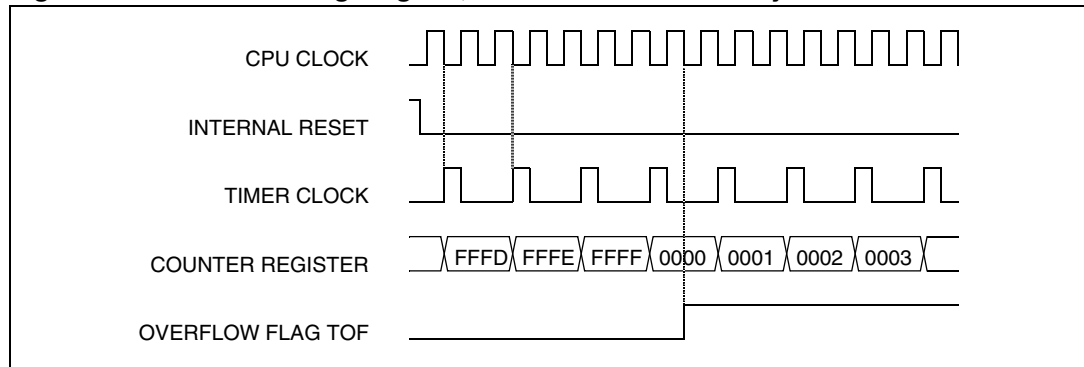 CPU CLOCK
INTERNAL RESET
TIMER CLOCK
COUNTER REGISTER FFFD FFFE FFFF 0000 0001 0002 0003
OVERFLOW FLAG TOF